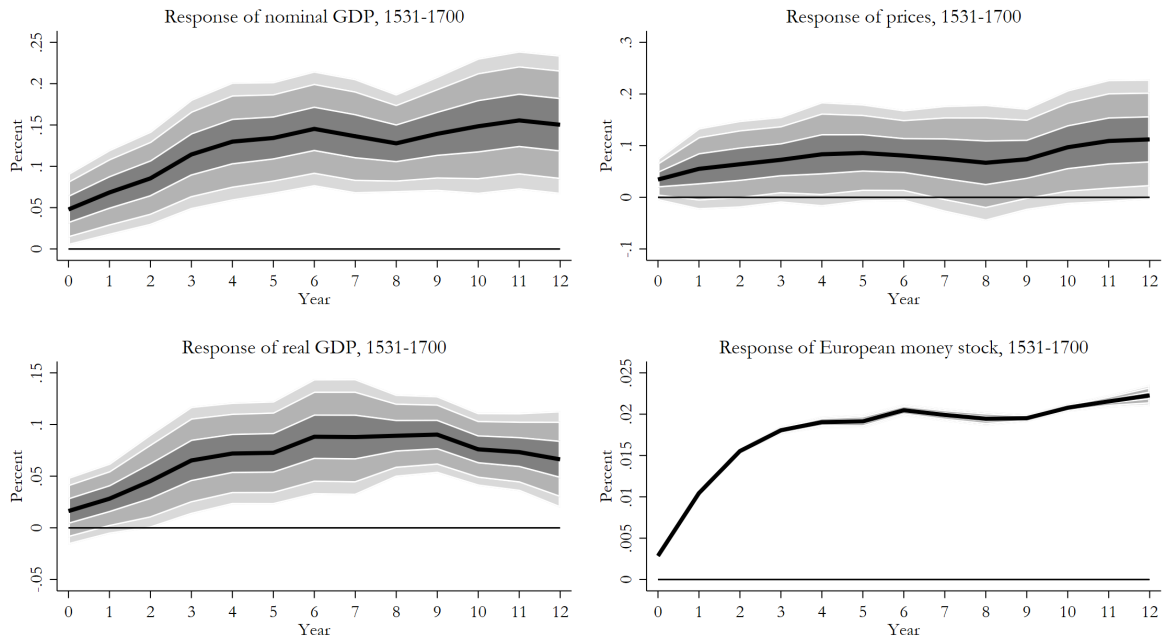 Response of nominal GDP, 1531-1700
Percent
.25
.2
.15
.1
.05
0
0 1 2 3 4 5 6 7 8 9 10 11 12
Year
Response of prices, 1531-1700
Percent
.3
.2
.1
0
-.1
0 1 2 3 4 5 6 7 8 9 10 11 12
Year
Response of real GDP, 1531-1700
Percent
.15
.1
.05
0
-.05
0 1 2 3 4 5 6 7 8 9 10 11 12
Year
Response of European money stock, 1531-1700
Percent
.025
.02
.015
.01
.005
0
0 1 2 3 4 5 6 7 8 9 10 11 12
Year